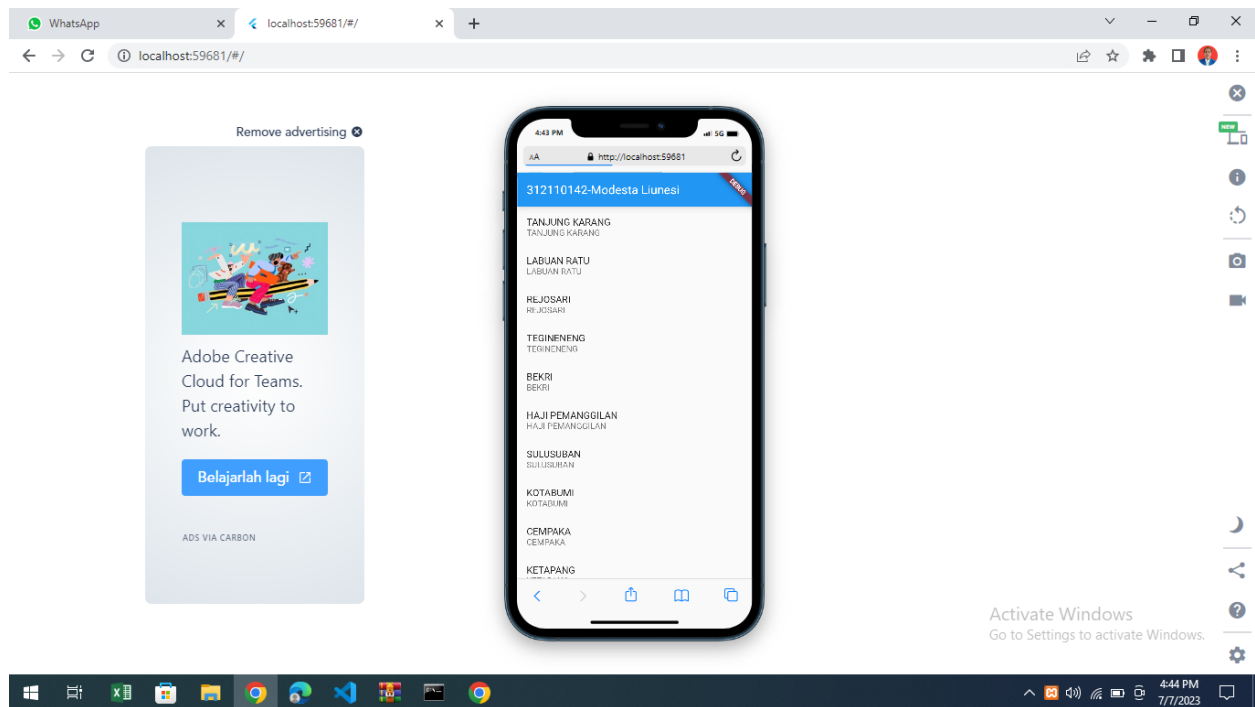 WhatsApp
localhost:59681/#/
localhost:59681/#/
Remove advertising
Adobe Creative
Cloud for Teams.
Put creativity to
work.
Belajarlah lagi
ADS VIA CARBON
4:43 PM
5G
AA
http://localhost:59681
312110142-Modesta Liunesi
DEBUG
TANJUNG KARANG
TANJUNG KARANG
LABUAN RATU
LABUAN RATU
REJOSARI
REJOSARI
TEGINENENG
TEGINENENG
BEKRI
BEKRI
HAJI PEMANGGILAN
HAJI PEMANGGILAN
SULUSUBAN
SULUSUBAN
KOTABUMI
KOTABUMI
CEMPAKA
CEMPAKA
KETAPANG
NEW
Activate Windows
Go to Settings to activate Windows.
4:44 PM
7/7/2023